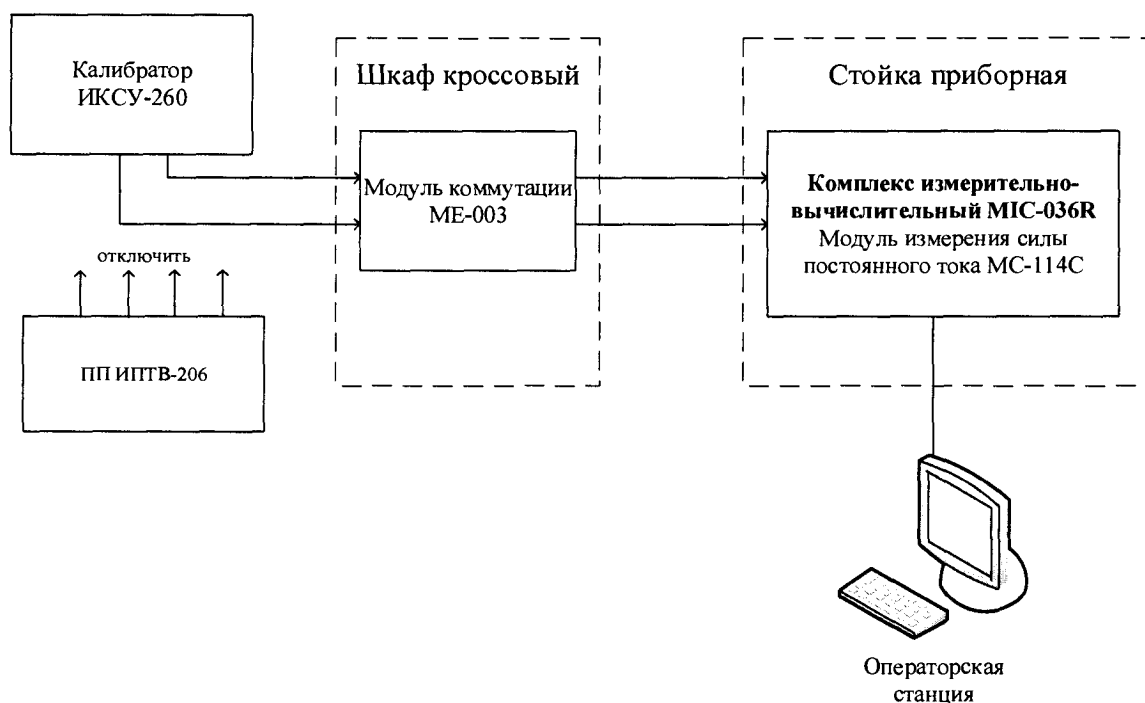 Калибратор
ИКСУ-260
Шкаф кроссовый
Стойка приборная
Модуль коммутации
МЕ-003
Комплекс измерительно-
вычислительный MIC-036R
Модуль измерения силы
постоянного тока МС-114С
отключить
ПП ИПТВ-206
Операторская
станция